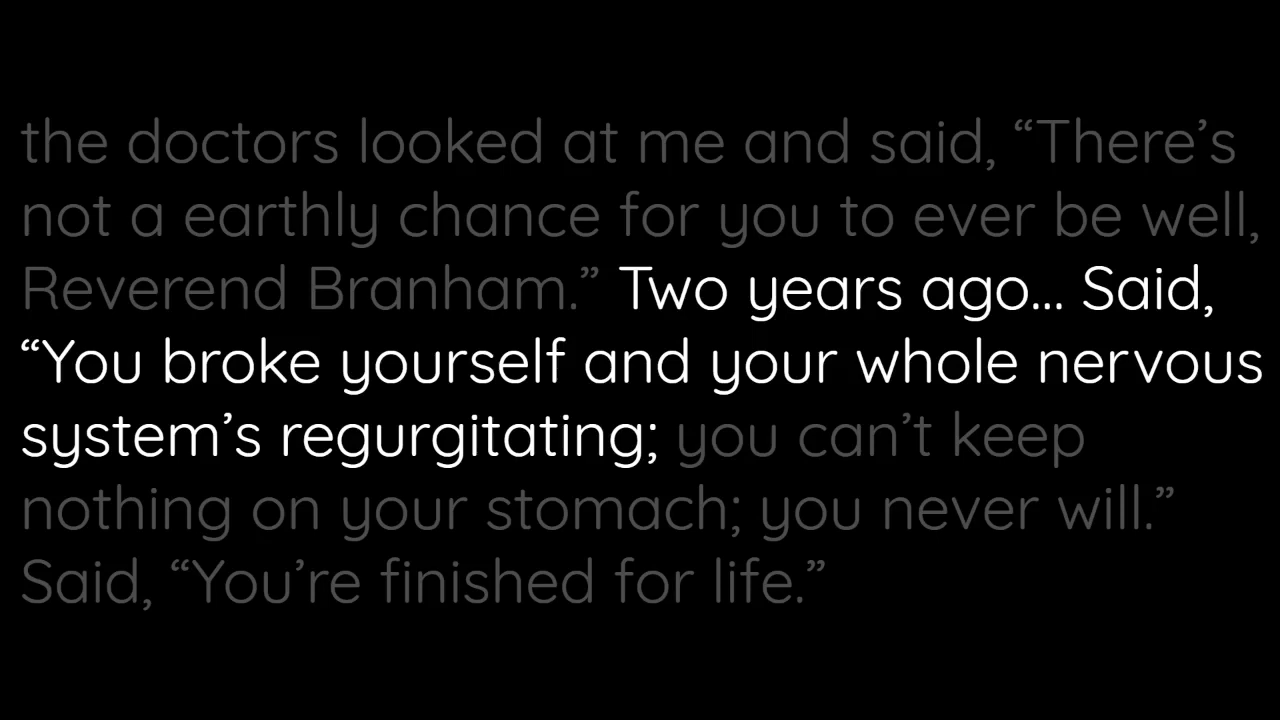 the doctors looked at me and said, “There’s
not a earthly chance for you to ever be well,
Reverend Branham.” Two years ago... Said,
“You broke yourself and your whole nervous
system’s regurgitating; you can’t keep
nothing on your stomach; you never will.”
Said, “You’re finished for life.”